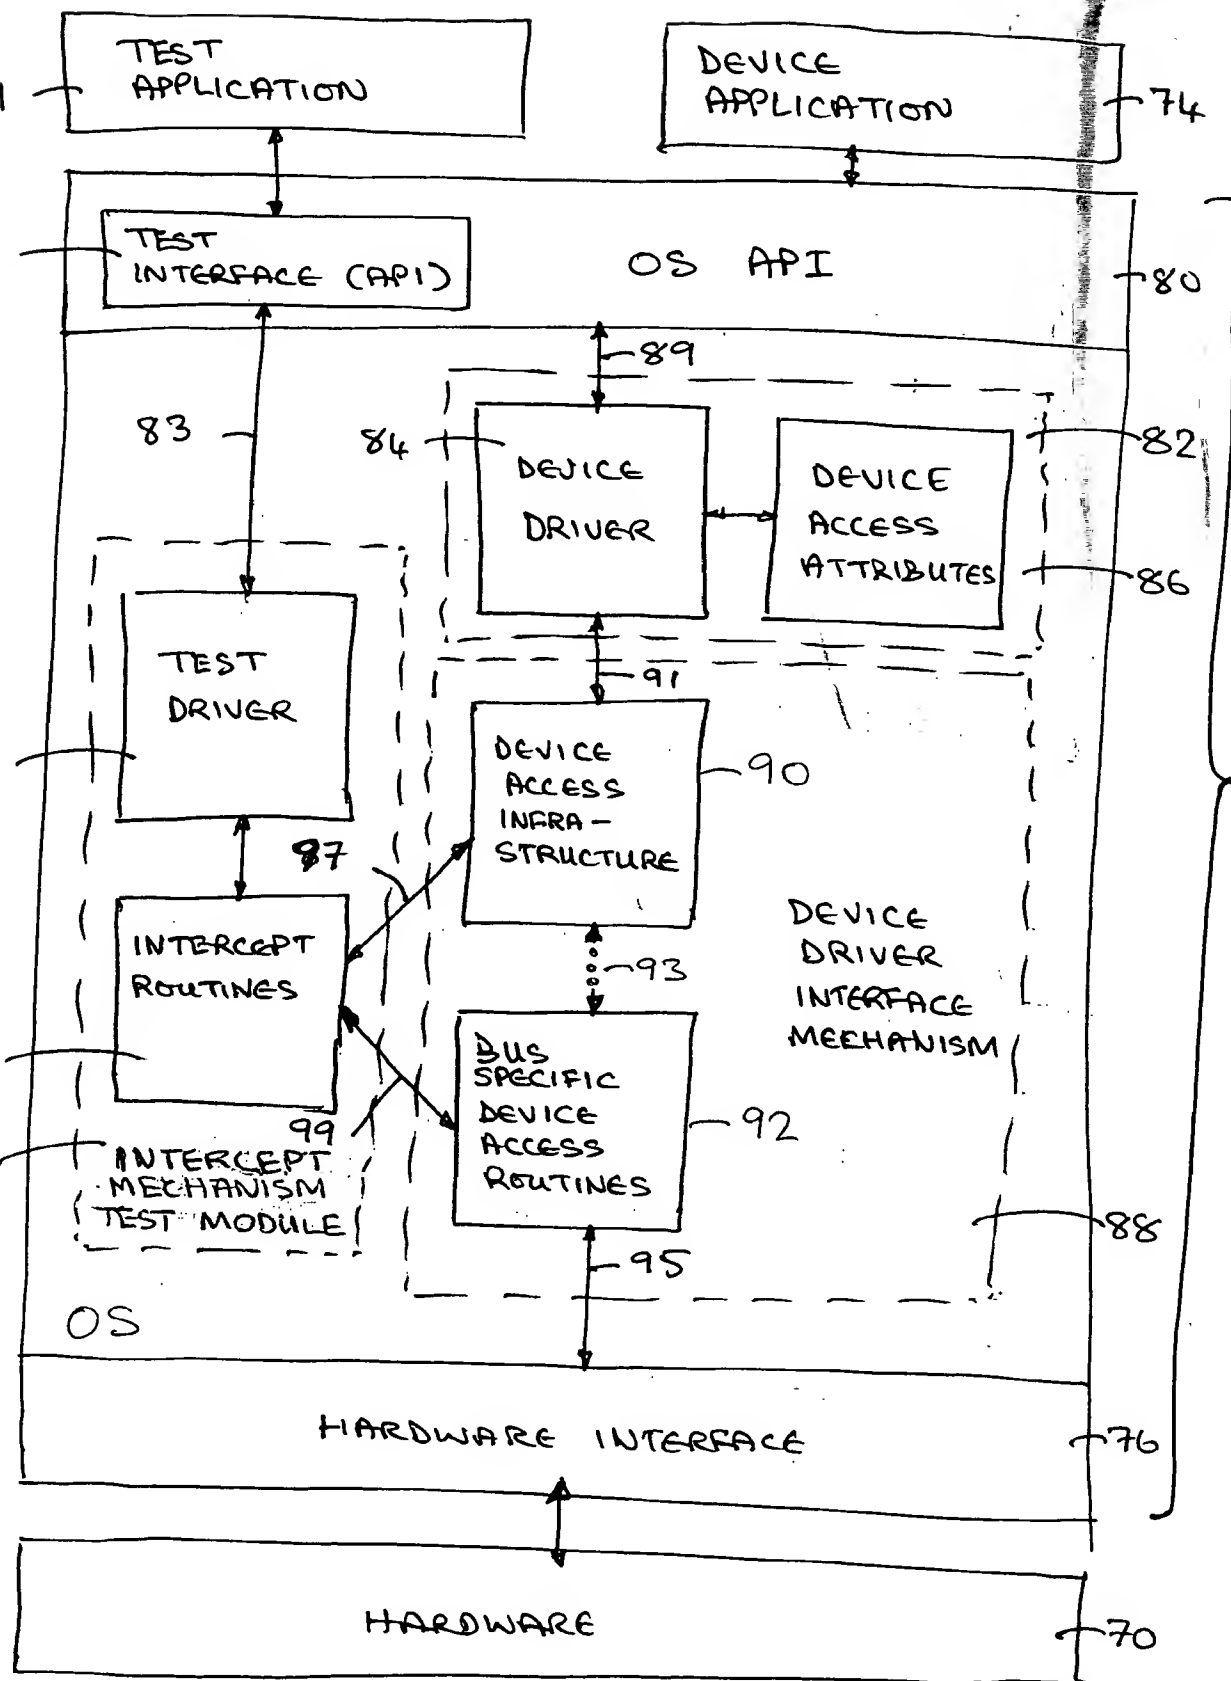 TEST
APPLICATION
DEVICE
APPLICATION
74
TEST
INTERFACE (API)
OS API
80
89
83
84
DEVICE
DRIVER
DEVICE
ACCESS
ATTRIBUTES
82
86
TEST
DRIVER
91
DEVICE
ACCESS
INFRA-
STRUCTURE
90
97
INTERCEPT
ROUTINES
93
DEVICE
DRIVER
INTERFACE
MECHANISM
BUS
SPECIFIC
DEVICE
ACCESS
ROUTINES
92
99
INTERCEPT
MECHANISM
TEST MODULE
88
95
OS
HARDWARE INTERFACE
76
HARDWARE
70